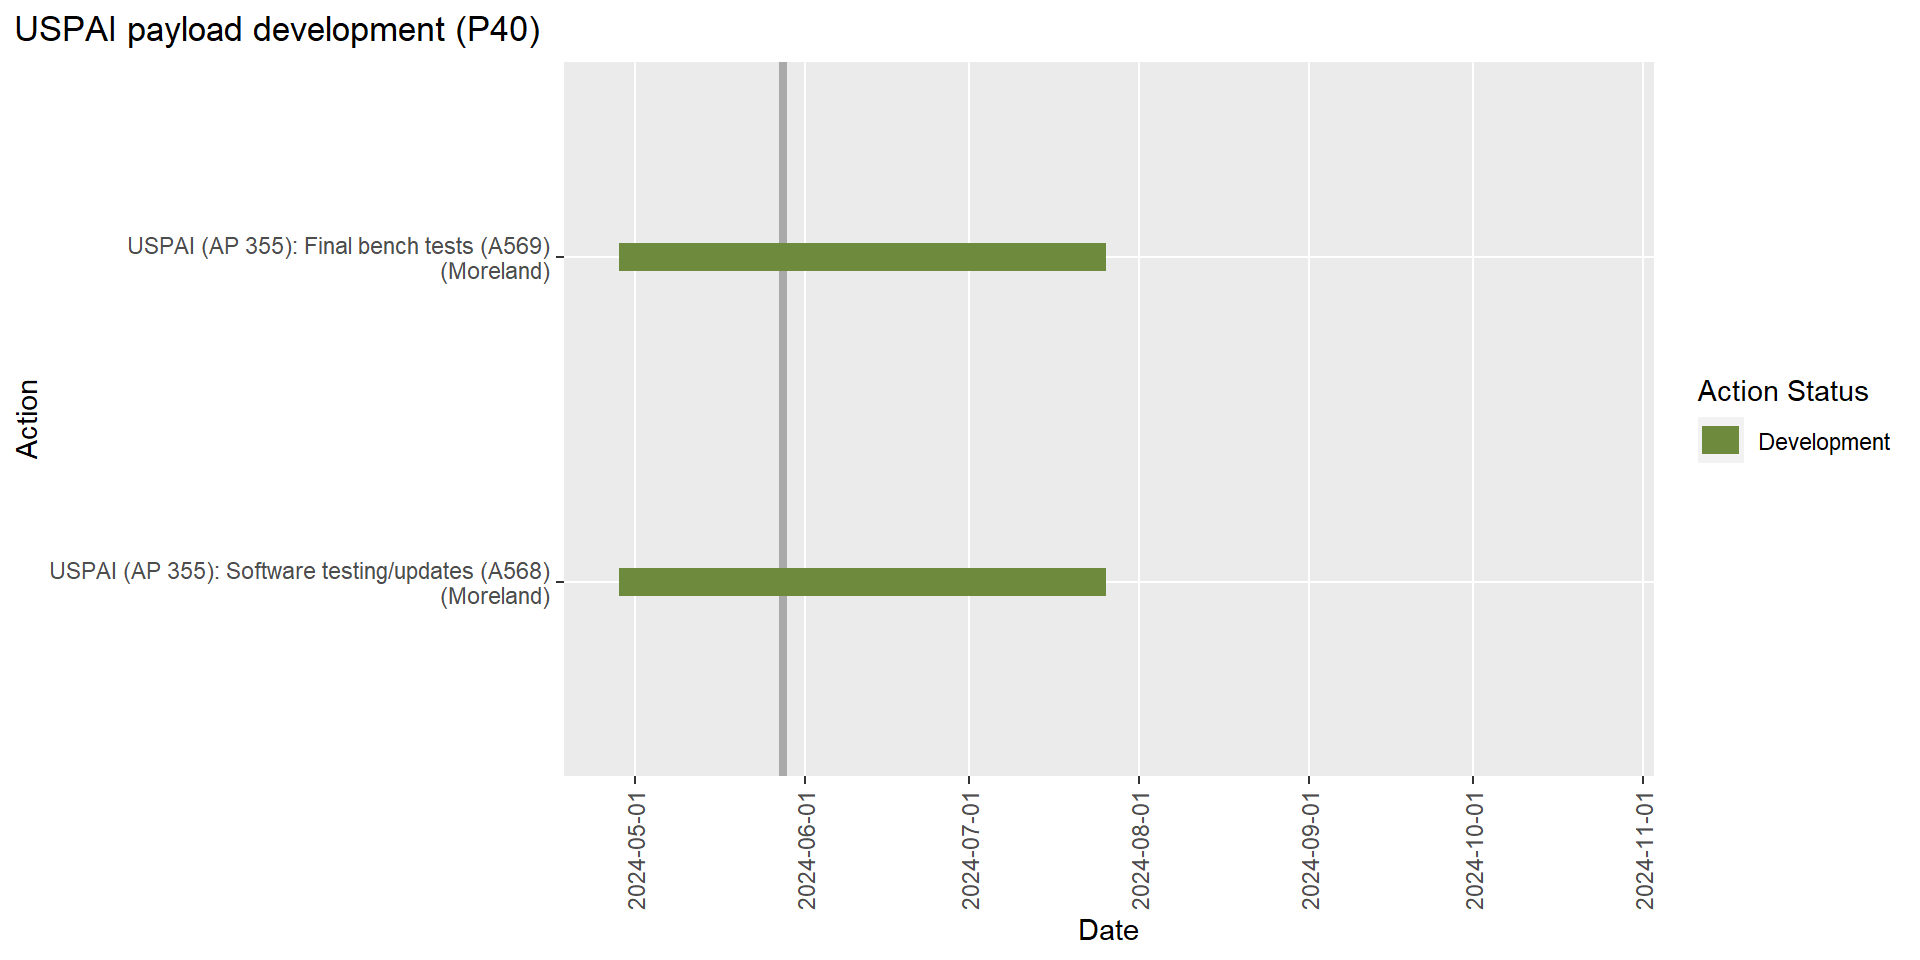 USPAI payload development (P40)
USPAI (AP 355): Final bench tests (A569)
(Moreland)
Action
USPAI (AP 355): Software testing/updates (A568)
(Moreland)
2024-05-01
2024-06-01
2024-07-01
2024-08-01
2024-09-01
2024-10-01
2024-11-01
Date
Action Status
Development